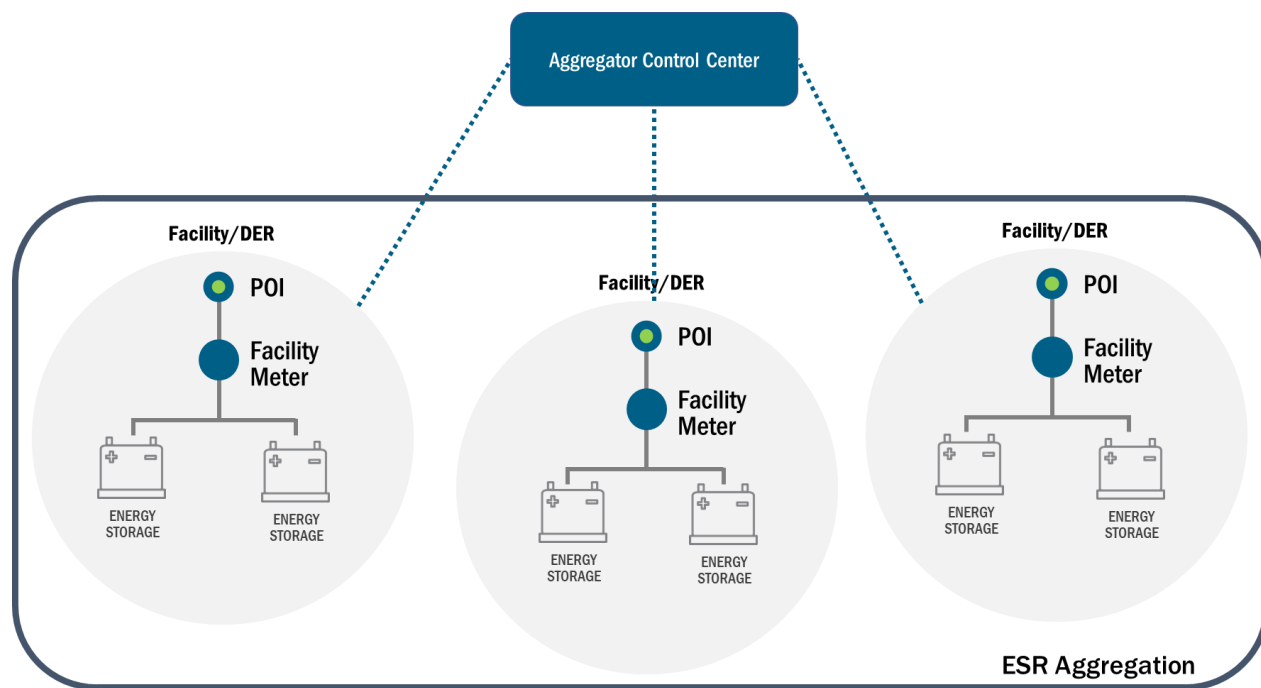 Aggregator Control Center
Facility/DER
POI
Facility
Meter
ENERGY
STORAGE
ENERGY
STORAGE
Facility/DER
POI
Facility
Meter
ENERGY
STORAGE
ENERGY
STORAGE
Facility/DER
POI
Facility
Meter
ENERGY
STORAGE
ENERGY
STORAGE
ESR Aggregation